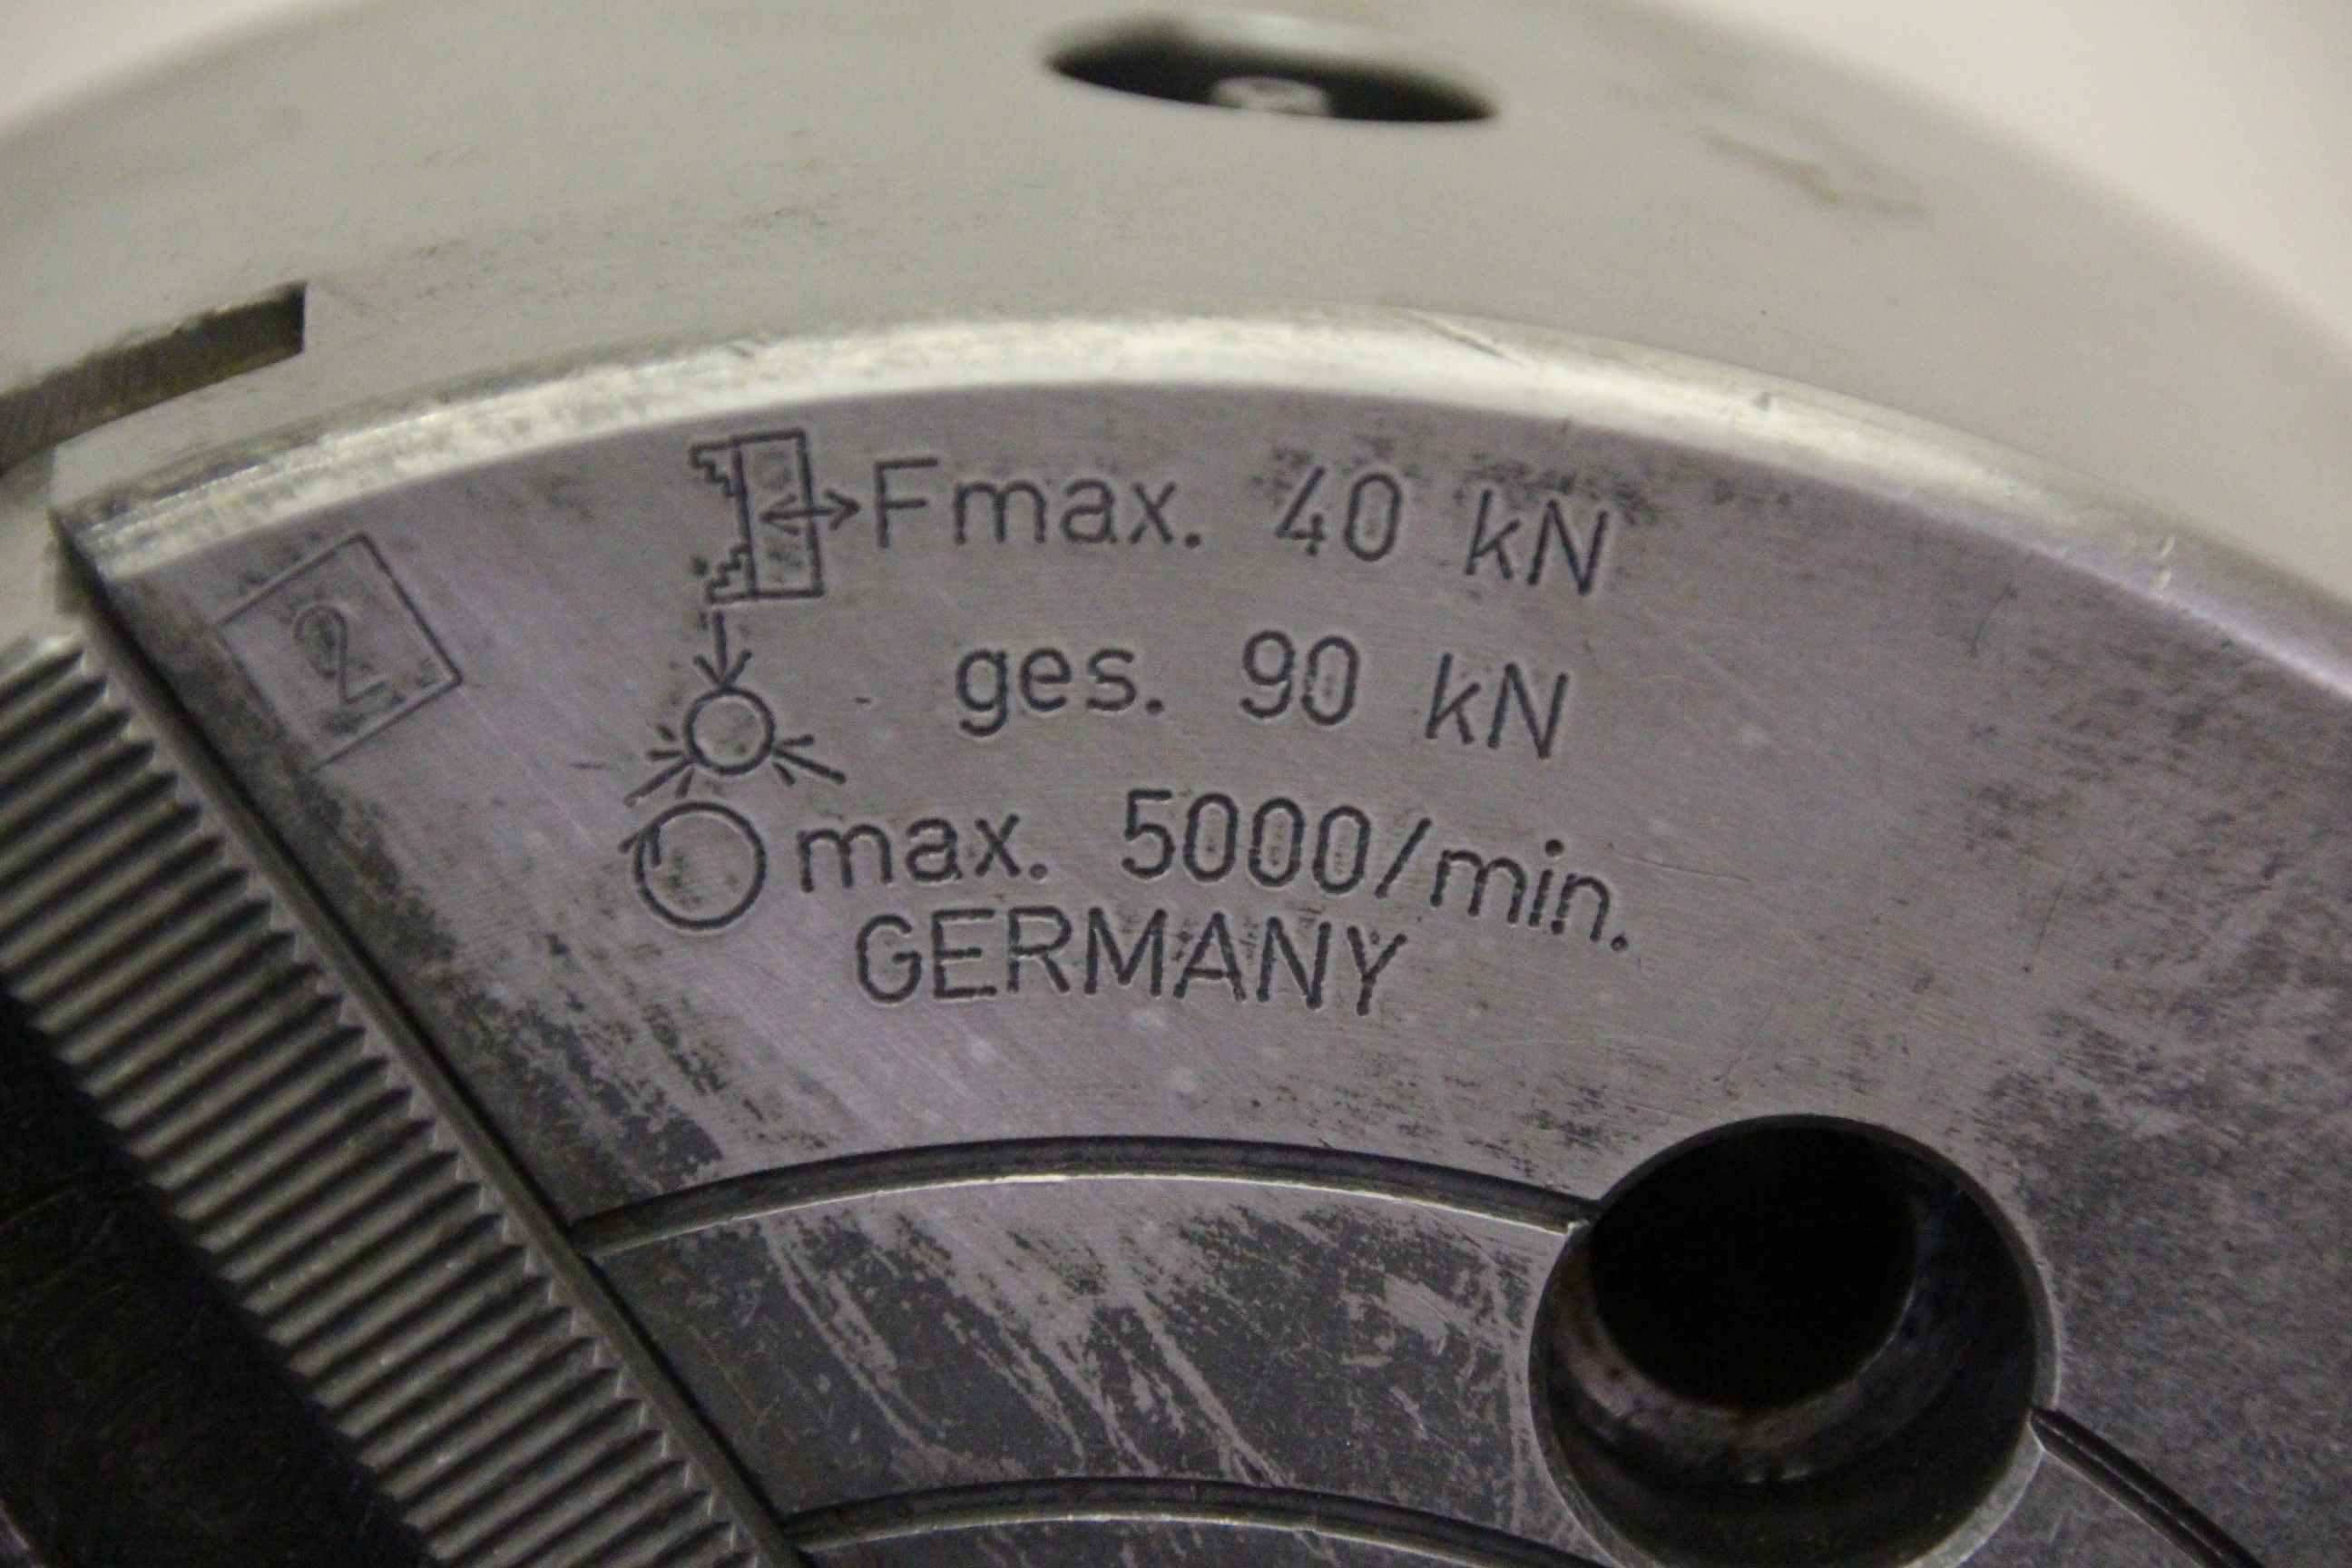 Fmax. 40 kN
2
ges. 90 kN
max. 5000/min.
GERMANY